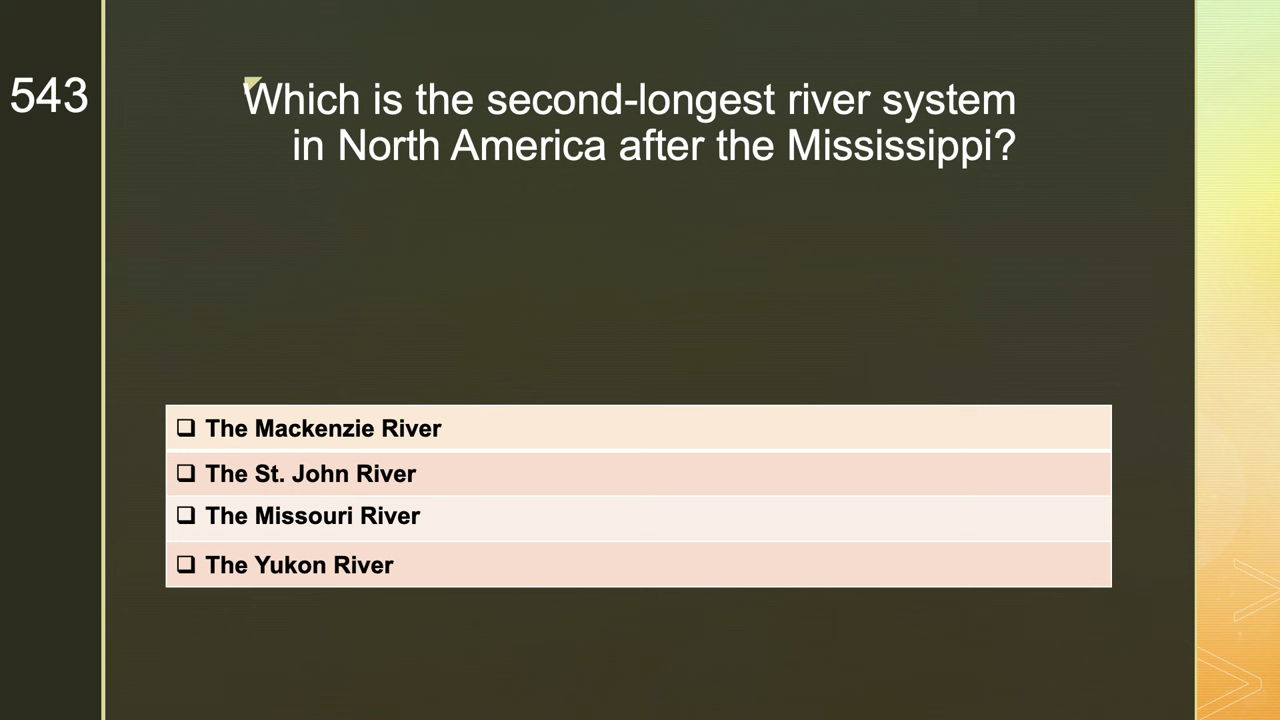 543
Which is the second-longest river system
in North America after the Mississippi?
❑ The Mackenzie River
❑ The St. John River
❑ The Missouri River
❑ The Yukon River